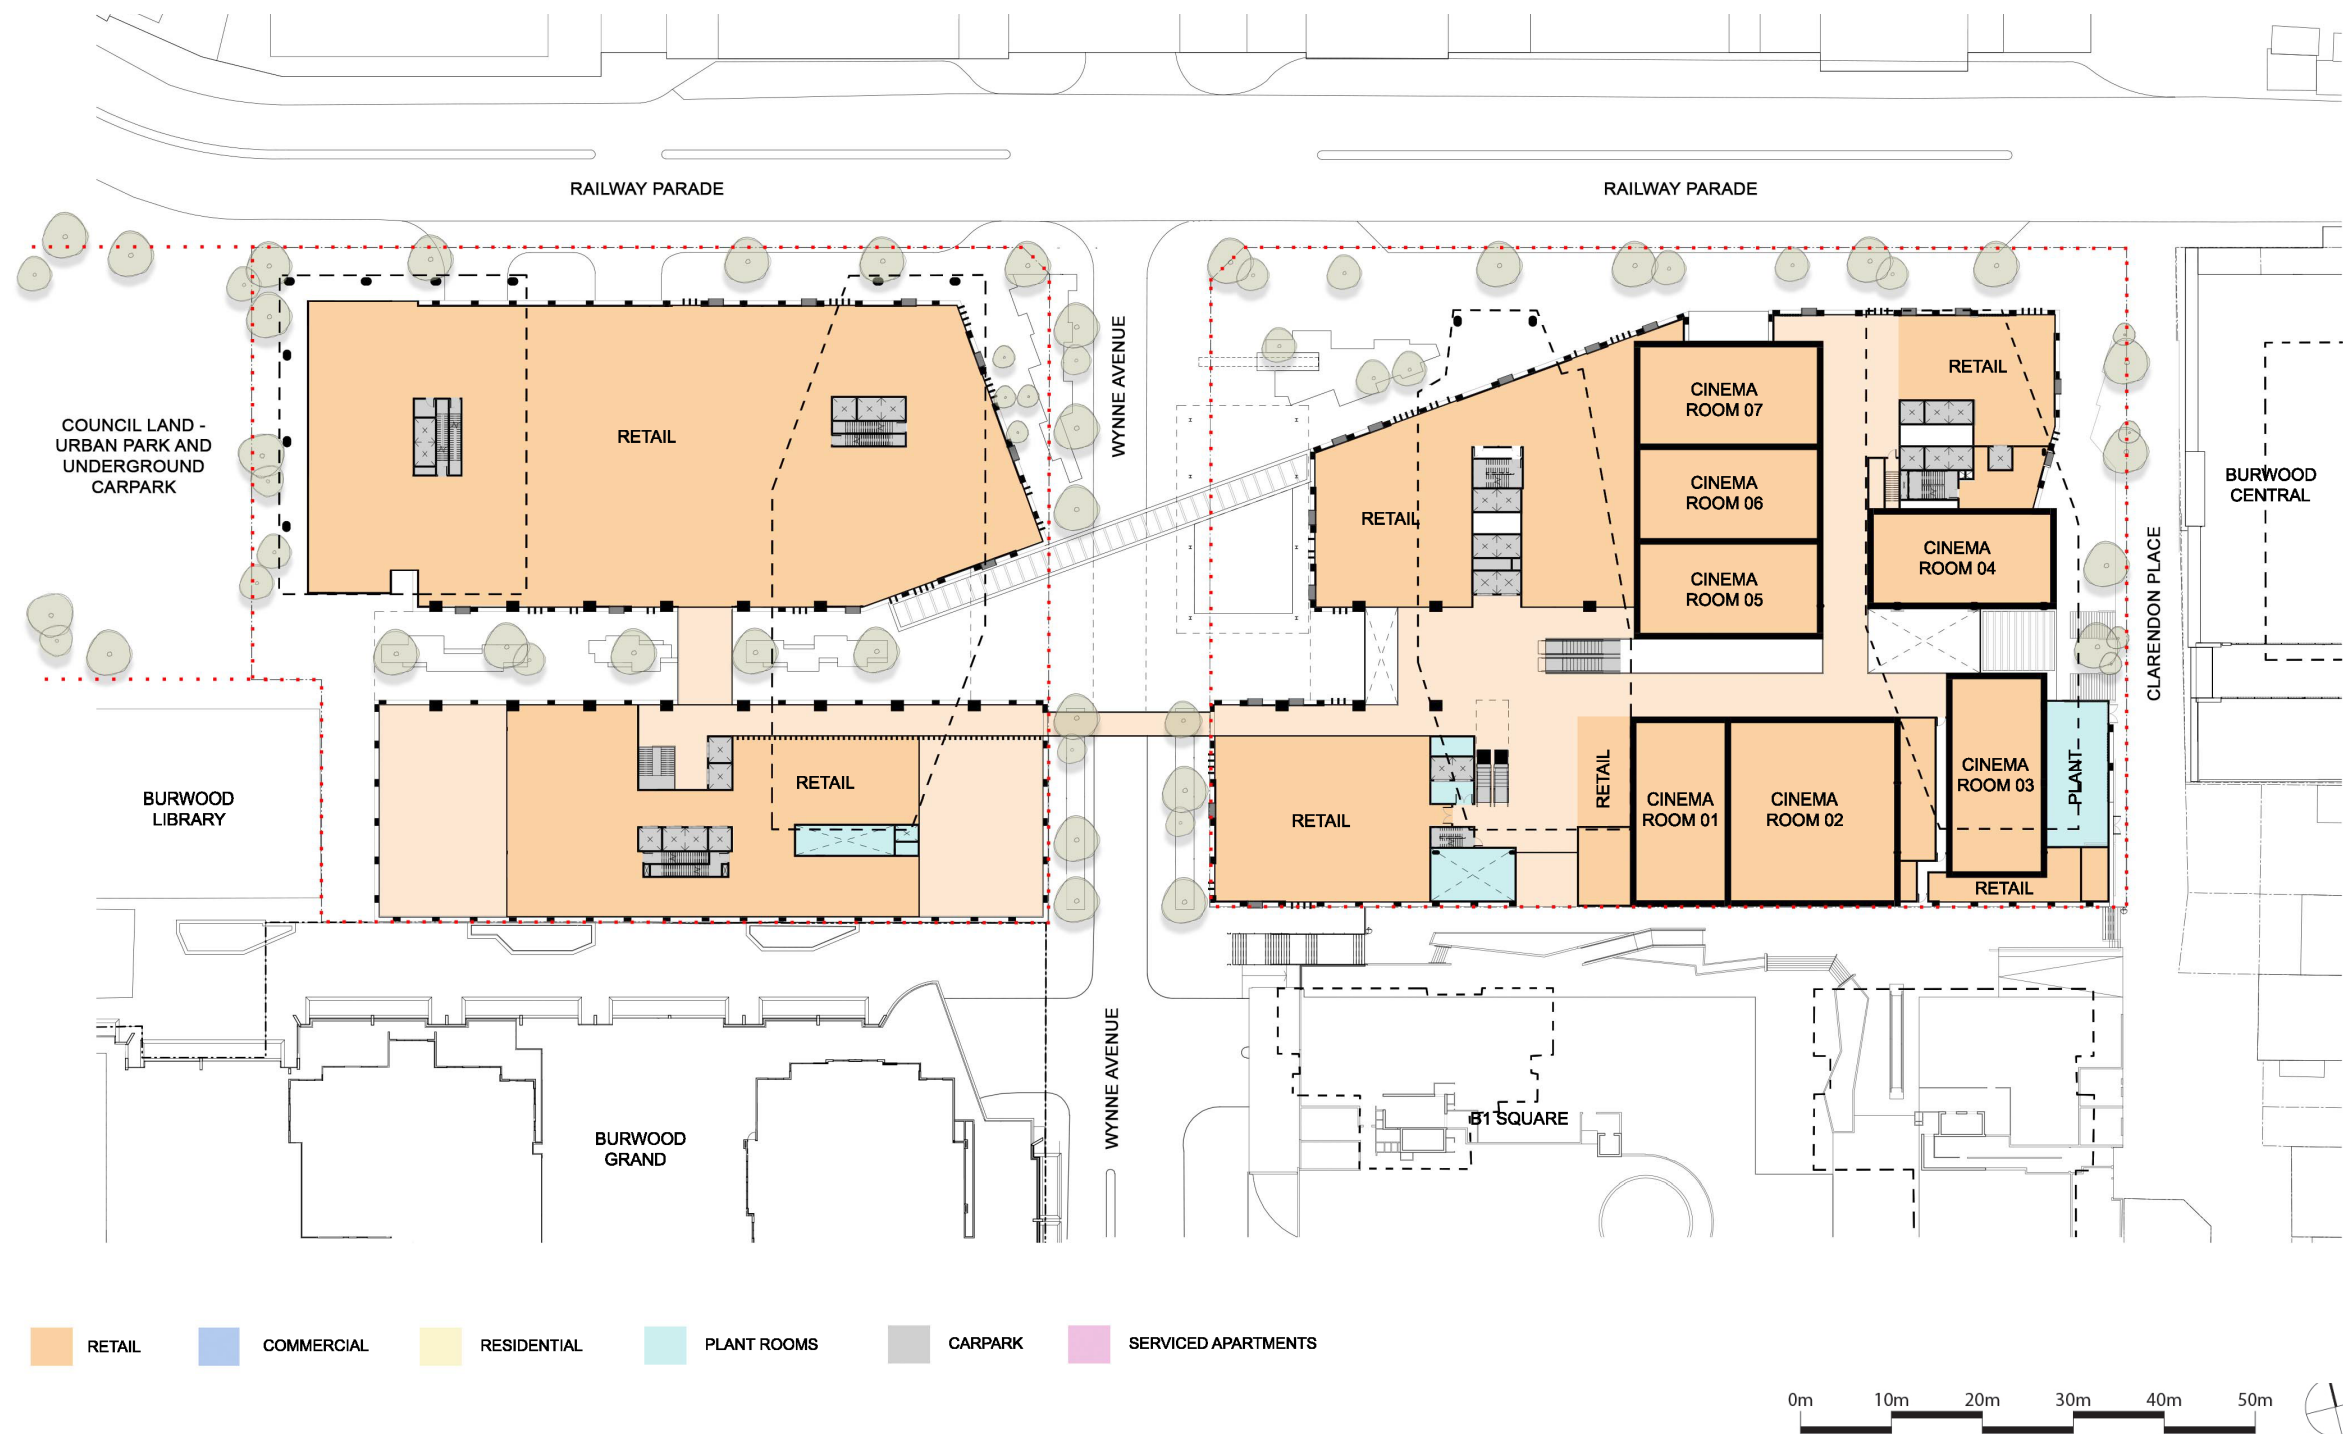 RAILWAY PARADE
RAILWAY PARADE
COUNCIL LAND -
URBAN PARK AND
UNDERGROUND
CARPARK
RETAIL
WYNNE AVENUE
RETAIL
CINEMA
ROOM 07
CINEMA
ROOM 06
CINEMA
ROOM 05
RETAIL
CINEMA
ROOM 04
CLARENDON PLACE
BURWOOD
CENTRAL
BURWOOD
LIBRARY
RETAIL
RETAIL
RETAIL
CINEMA
ROOM 01
CINEMA
ROOM 02
CINEMA
ROOM 03
PLANT
RETAIL
BURWOOD
GRAND
WYNNE AVENUE
B1 SQUARE
RETAIL
COMMERCIAL
RESIDENTIAL
PLANT ROOMS
CARPARK
SERVICED APARTMENTS
0m
10m
20m
30m
40m
50m